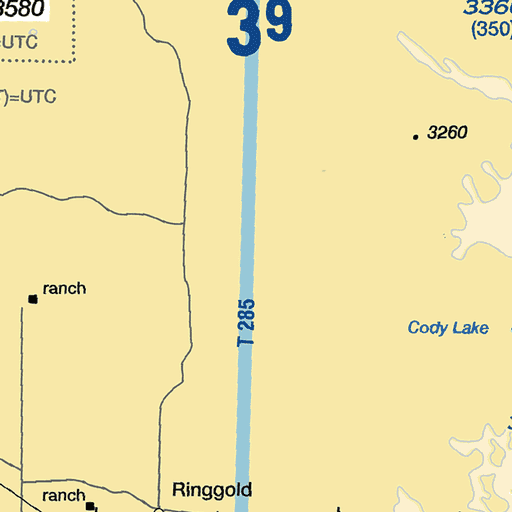 3580
=UTC
T)=UTC
39
3360
(350)
3260
ranch
T 285
Cody Lake
Ringgold
ranch